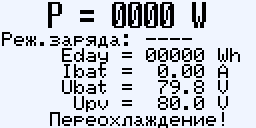 P = 0000 W
Реж.заряда: ----
Eday = 00000 Wh
Ibat = 0.00 A
Ubat = 79.8 V
Upv = 80.0 V
Переохлаждение!